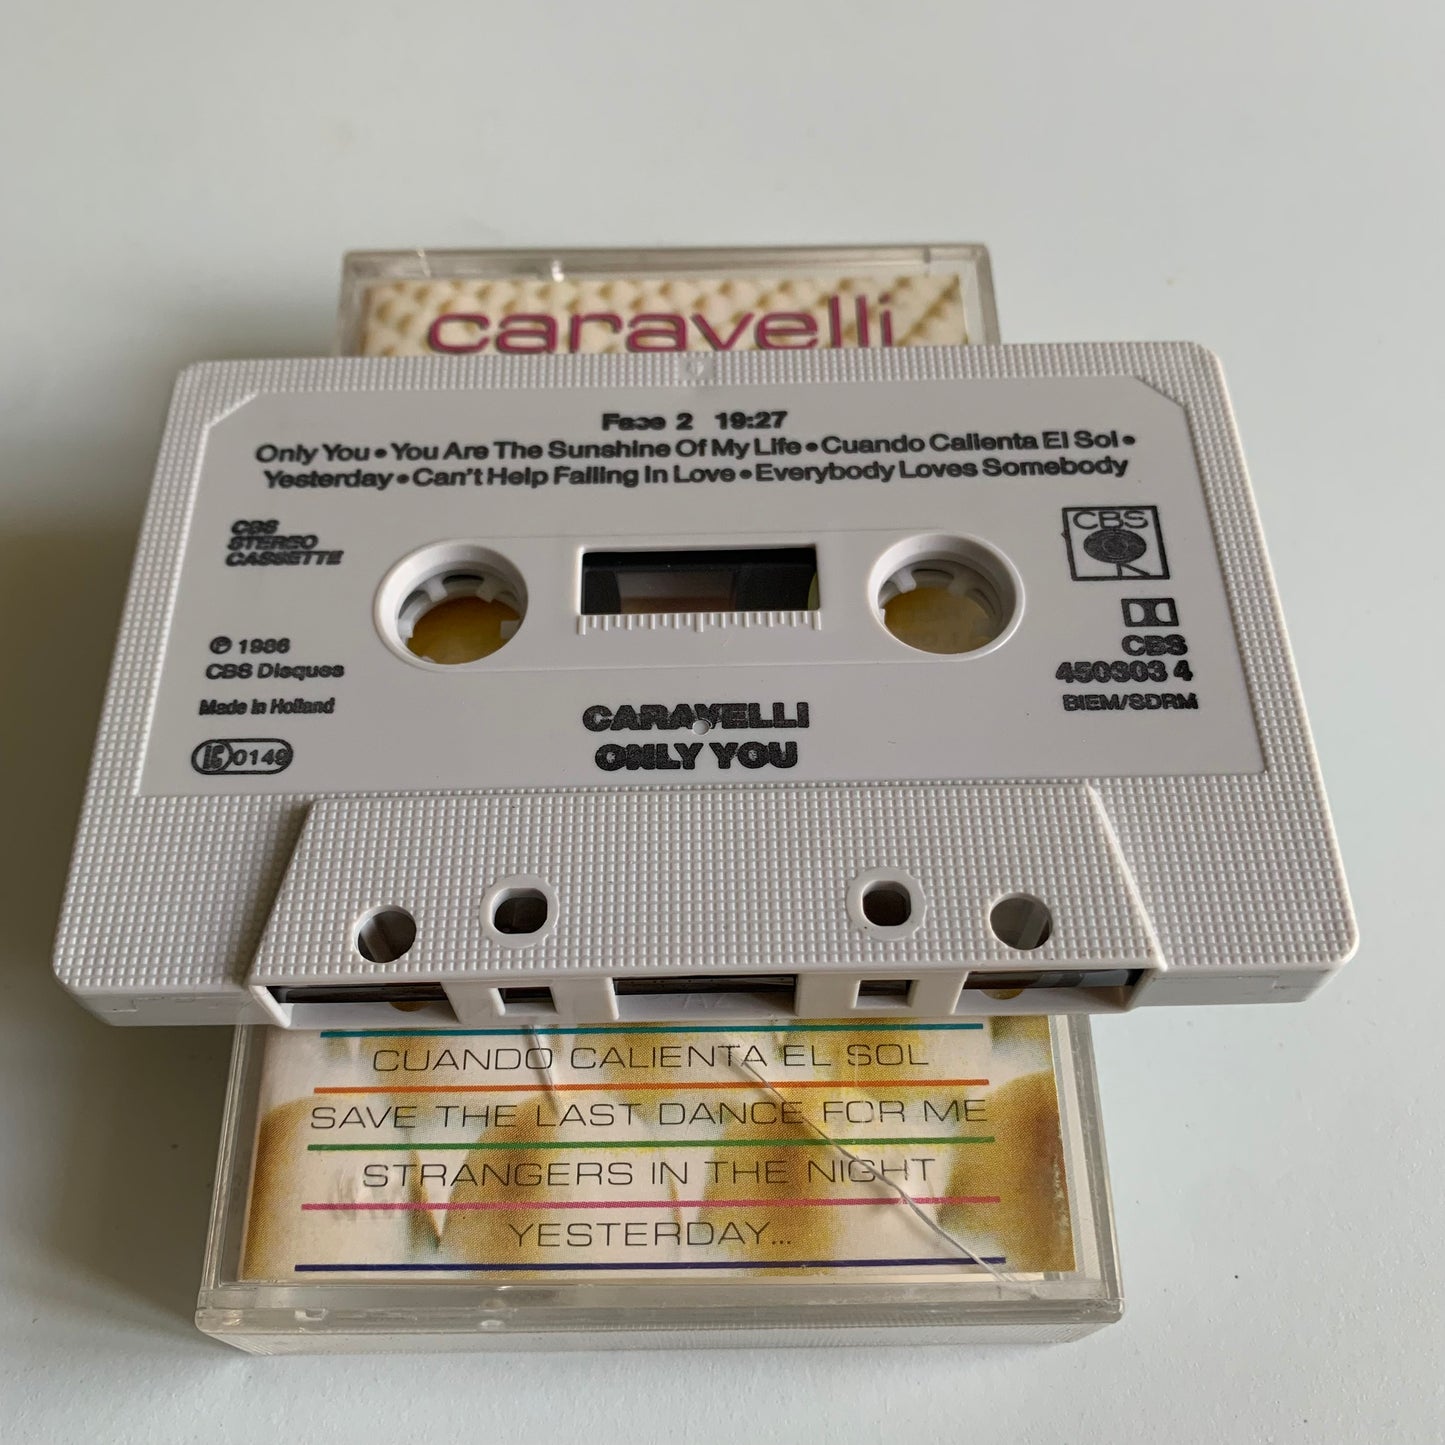 caravelli
Face 2 19:27
Only You • You Are The Sunshine Of My Life • Cuando Calienta El Sol •
Yesterday • Can't Help Falling In Love • Everybody Loves Somebody
CBS
STEREO
CASSETTE
CBS
℗ 1986
CBS Disques
Made in Holland
0149
CBS
450303 4
BIEM/SDRM
CARAVELLI
ONLY YOU
CUANDO CALIENTA EL SOL
SAVE THE LAST DANCE FOR ME
STRANGERS IN THE NIGHT
YESTERDAY...